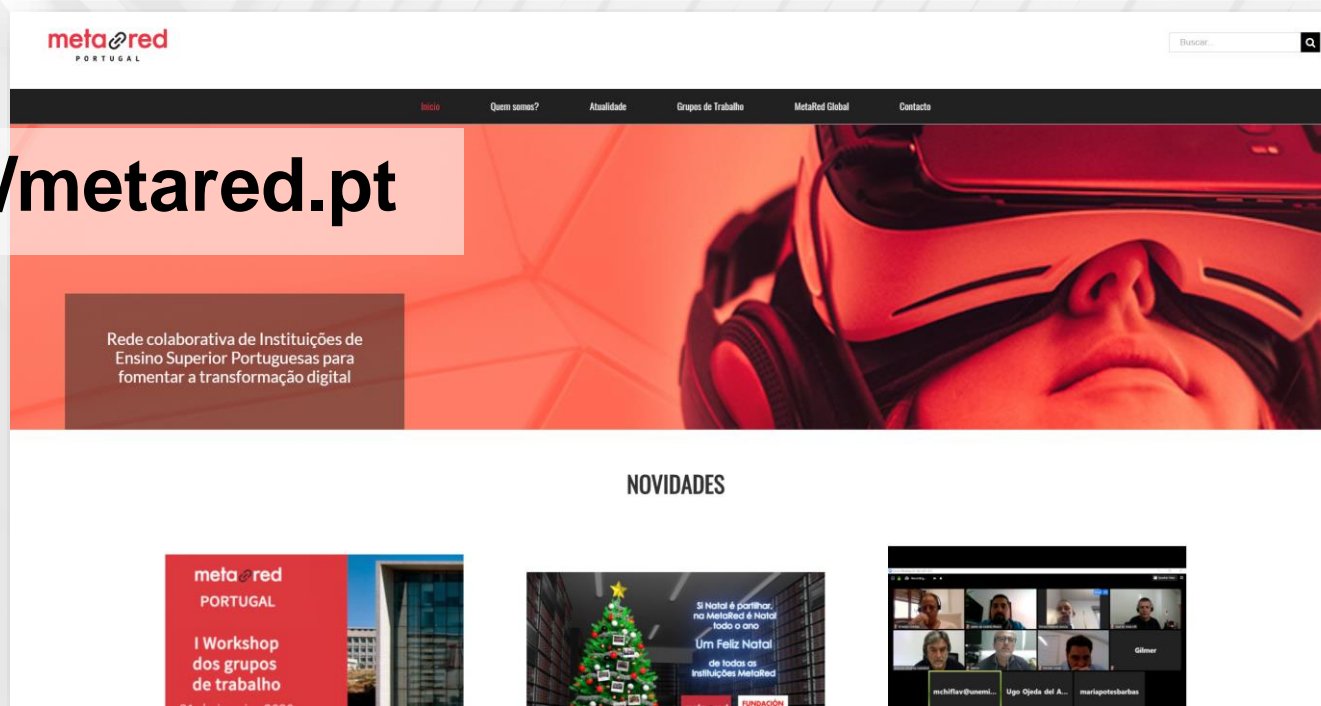 meta red
PORTUGAL
Buscar...
Início
Quem somos?
Atualidade
Grupos de Trabalho
MetaRed Global
Contacto
/metared.pt
Rede colaborativa de Instituições de
Ensino Superior Portuguesas para
fomentar a transformação digital
NOVIDADES
meta red
PORTUGAL
I Workshop
dos grupos
de trabalho
Si Natal é partilhar,
na MetaRed é Natal
todo o ano
Um Feliz Natal
de todas as
Instituições MetaRed
FUNDACIÓN
Gilmer
mchiflav@unemi...
Ugo Ojeda del A...
mariapotesbarbas